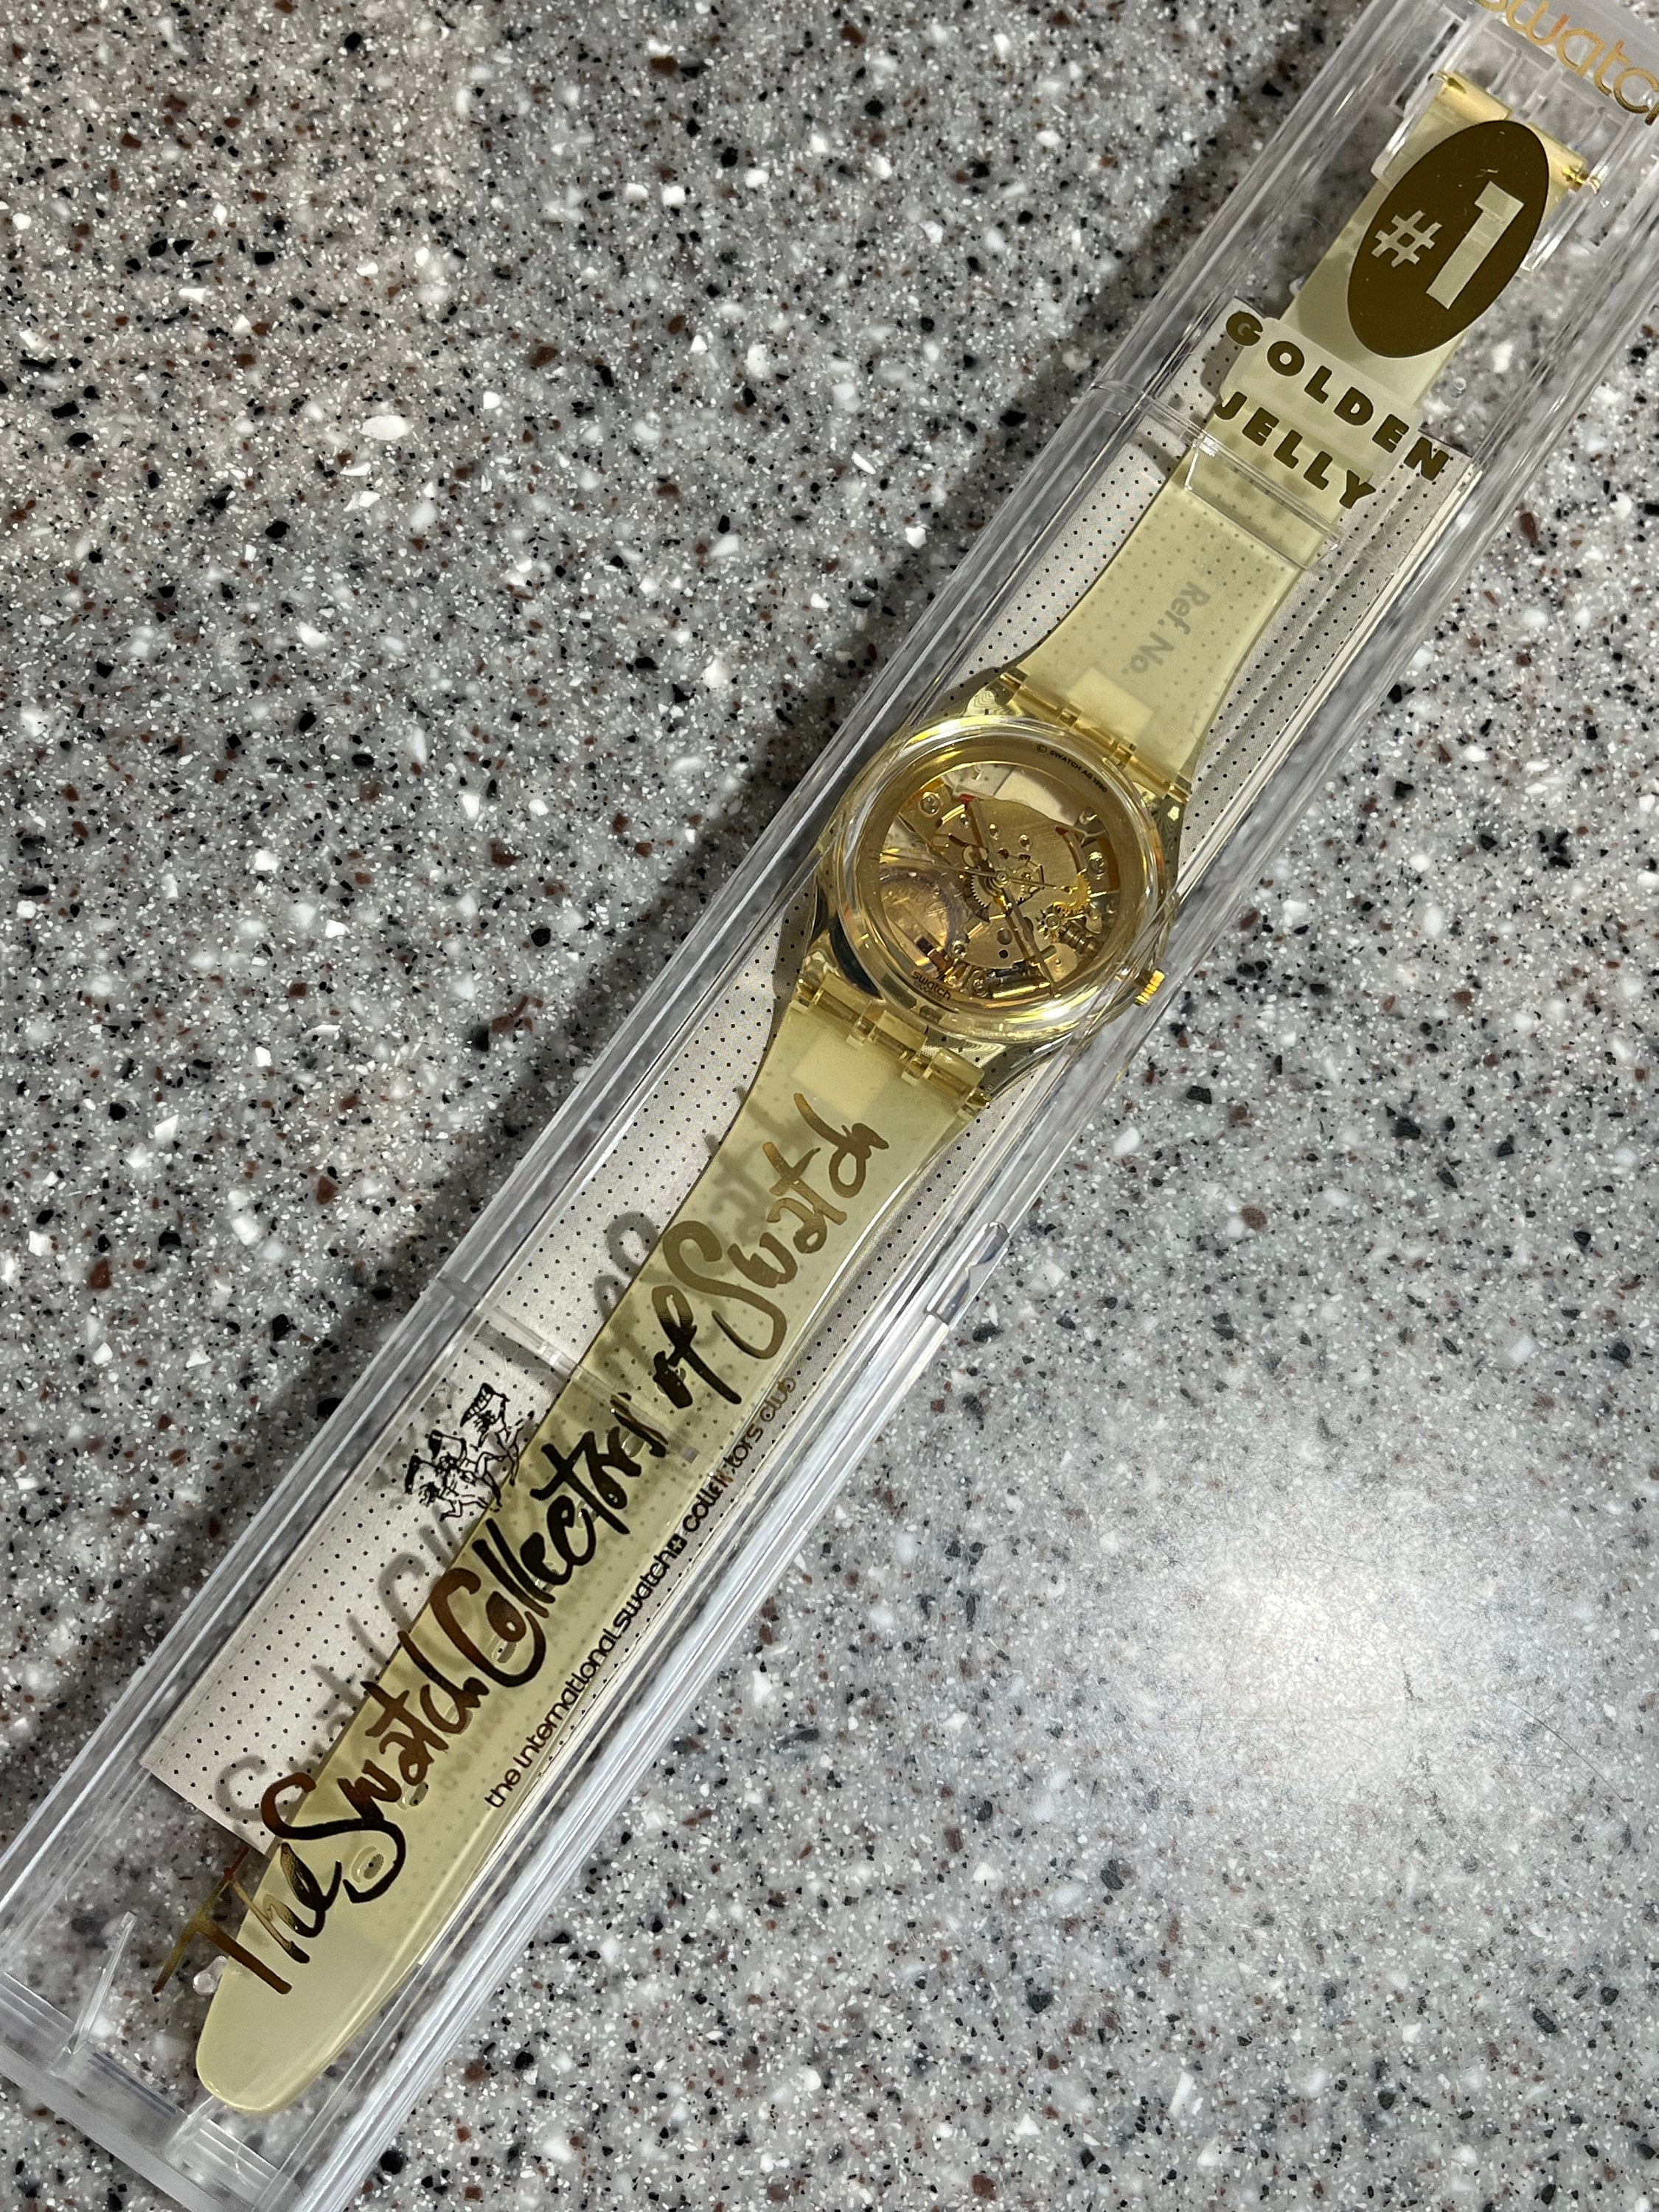 swatch
#1
GOLDEN
JELLY
Ref. No.
© SWATCH AG 1990
swatch
The Swatch Collectors of Swatch
the international swatch collectors club